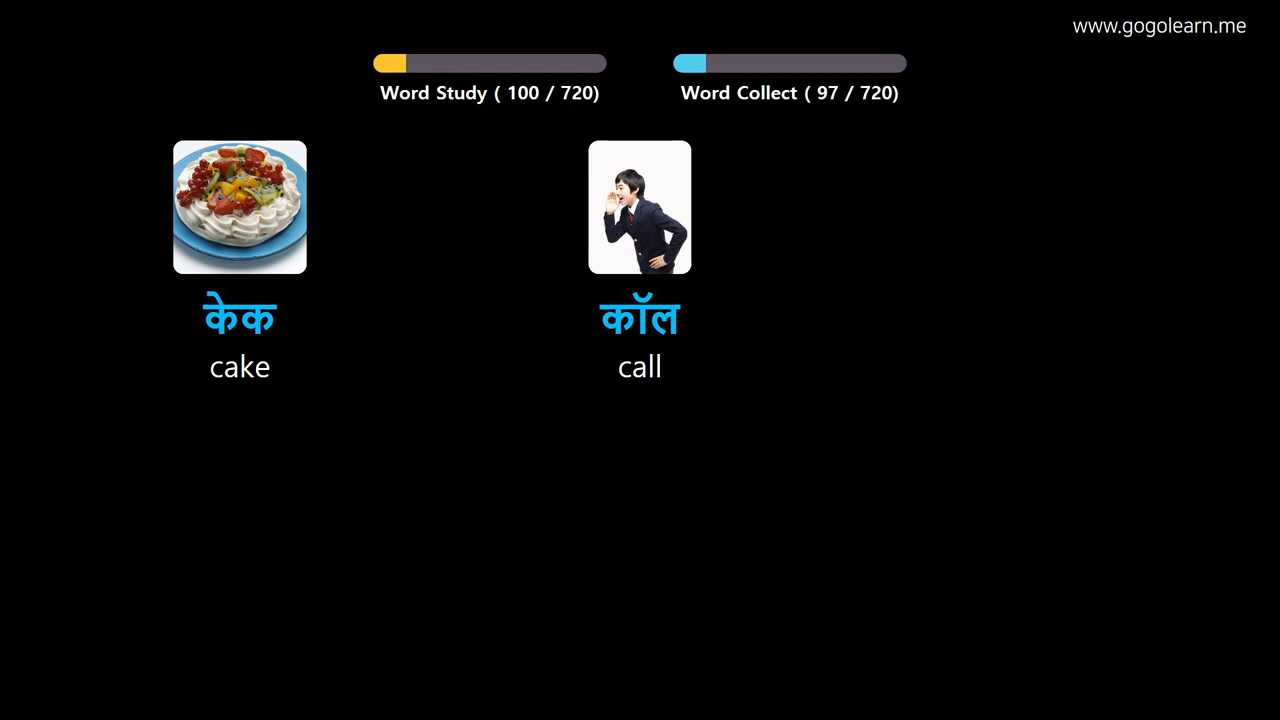 www.gogolearn.me
Word Study ( 100 / 720)
Word Collect ( 97 / 720)
केक
cake
कॉल
call